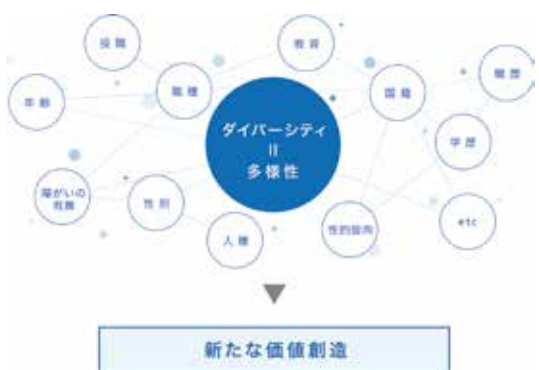 役職
教育
職歴
年齢
職種
国籍
ダイバーシティ
=
多様性
学歴
障がいの
有無
性別
人種
性的指向
etc
新たな価値創造